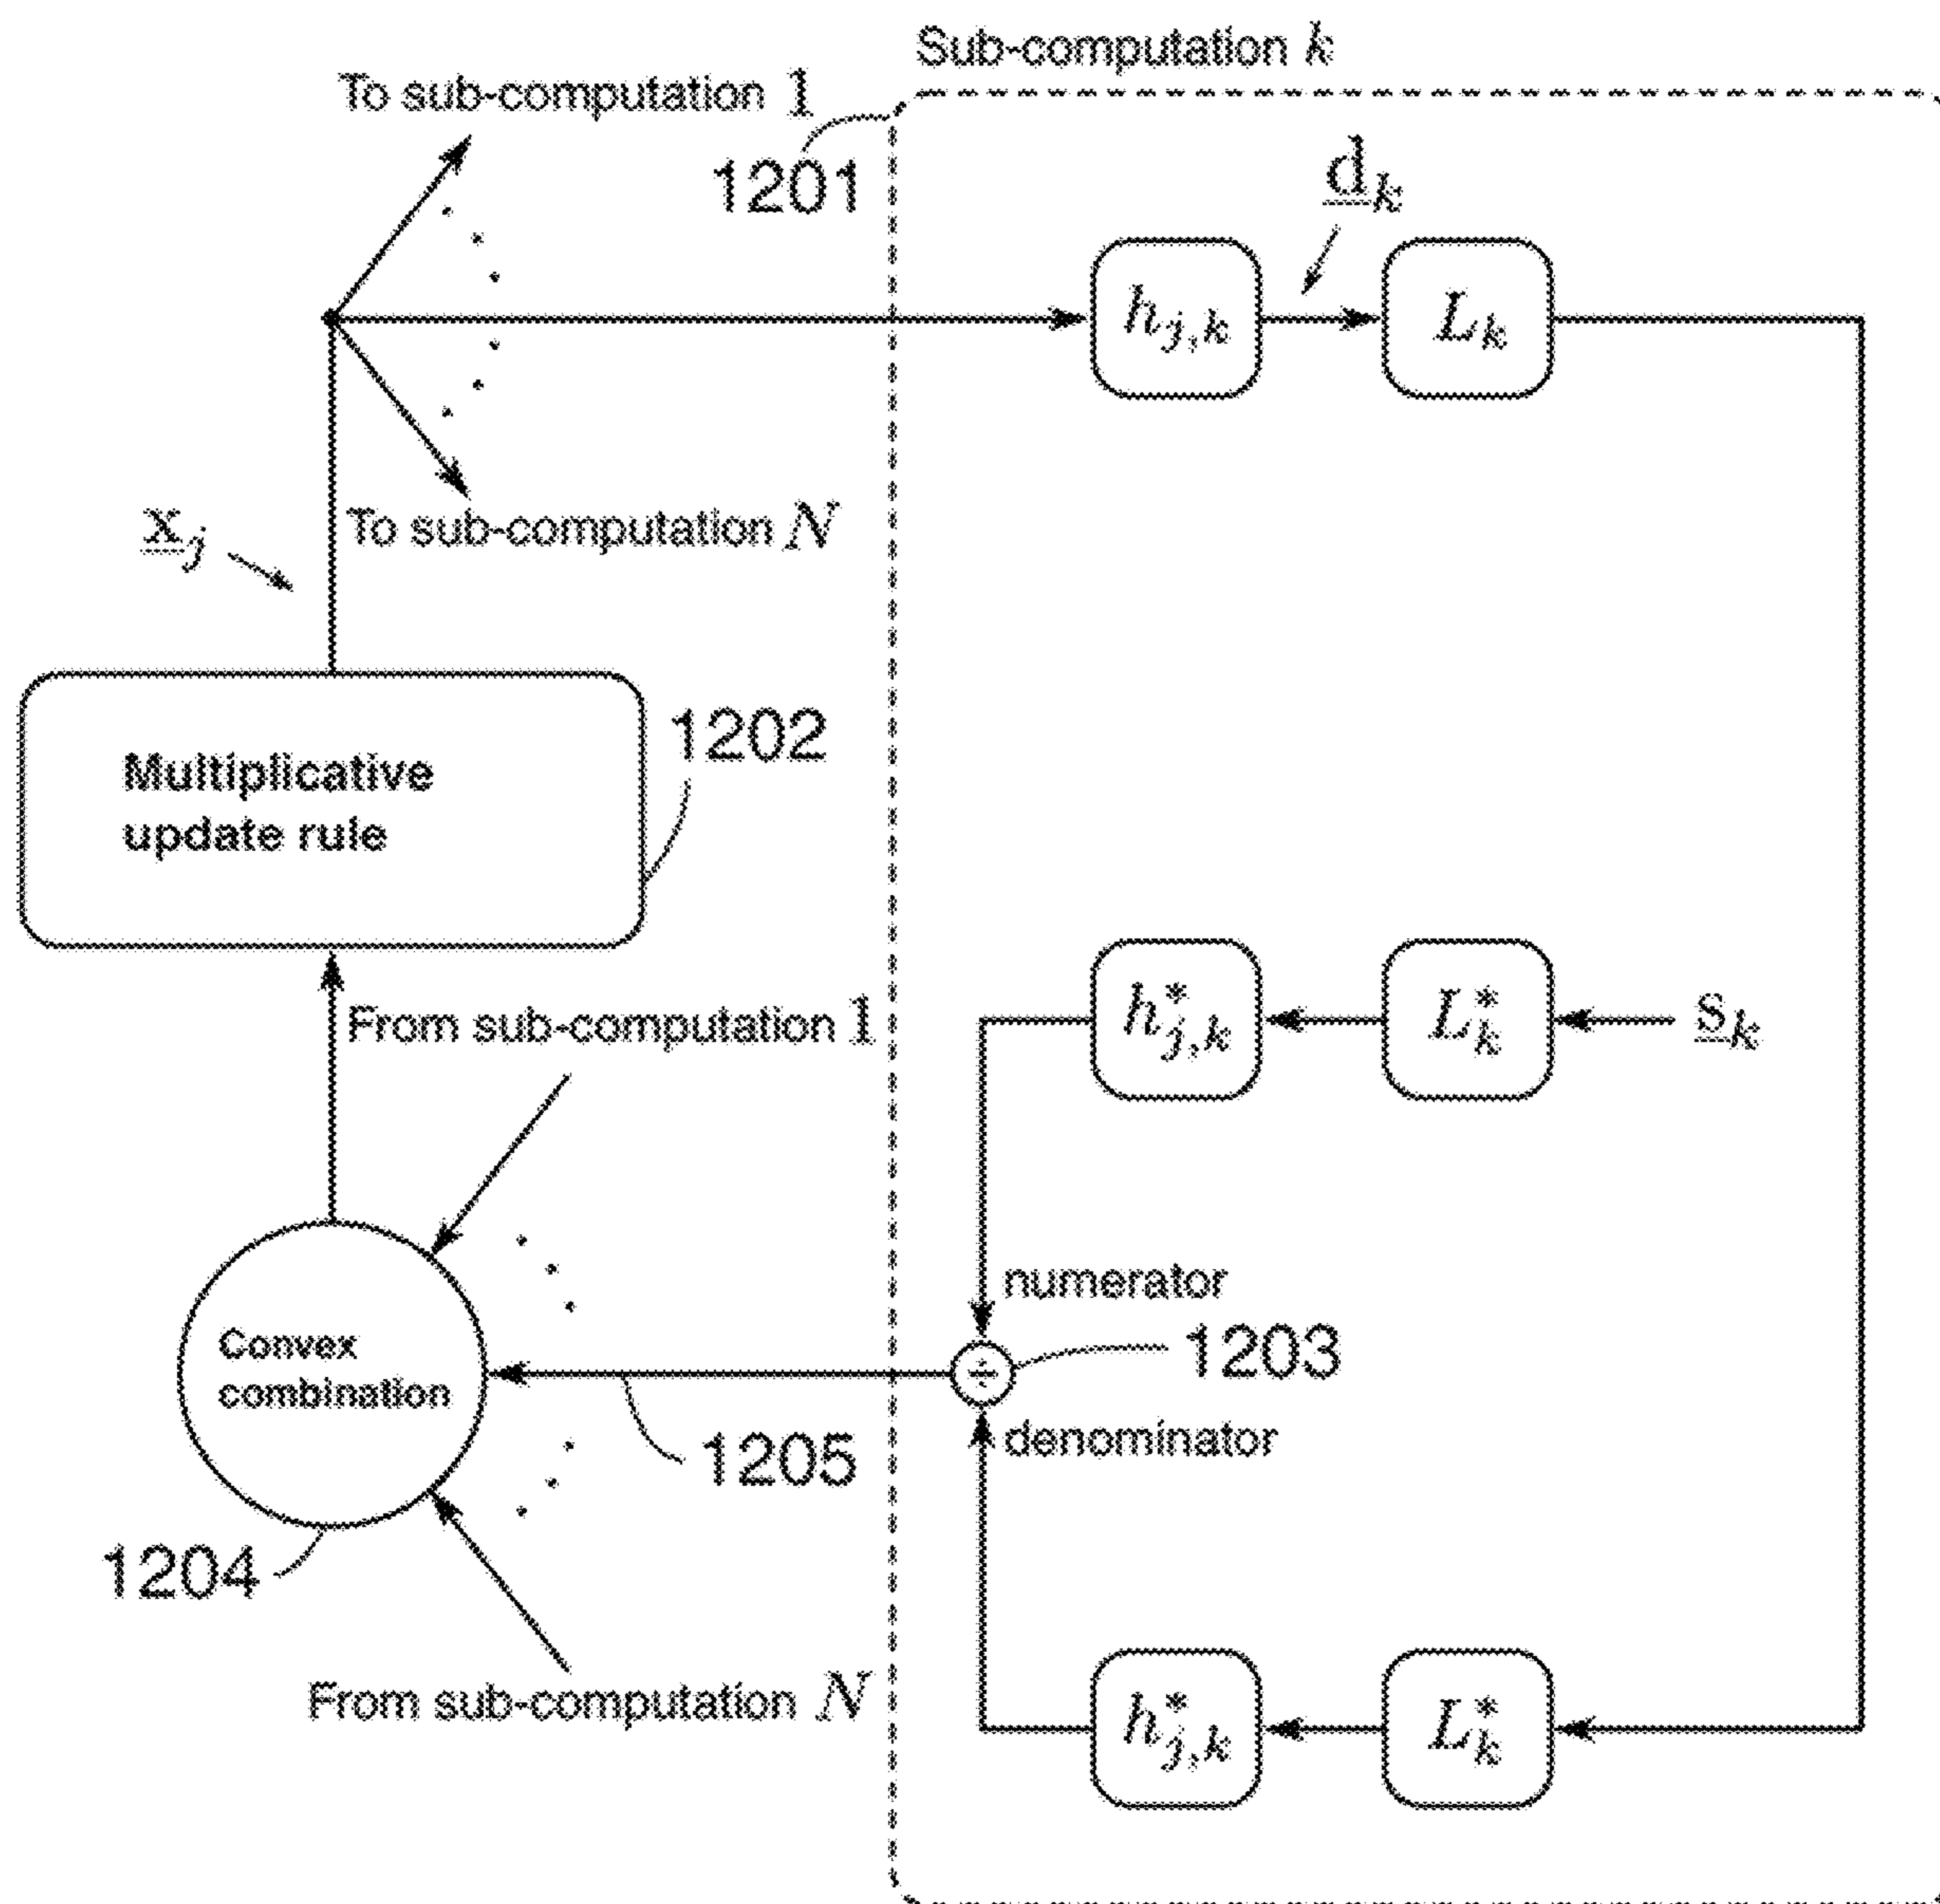 Sub-computation k
To sub-computation 1
1201
d_k
h_{j,k}
L_k
x_j
To sub-computation N
1202
Multiplicative
update rule
From sub-computation 1
h*_{j,k}
L*_k
s_k
numerator
÷
1203
Convex
combination
denominator
1205
1204
From sub-computation N
h*_{j,k}
L*_k